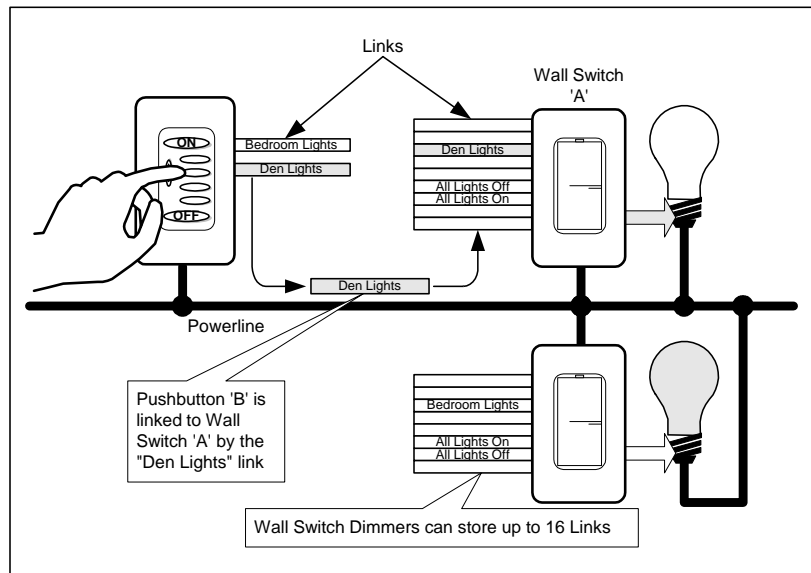 Links
Wall Switch
'A'
ON
OFF
Bedroom Lights
Den Lights
Den Lights
All Lights Off
All Lights On
Den Lights
Powerline
Pushbutton 'B' is
linked to Wall
Switch 'A' by the
"Den Lights" link
Bedroom Lights
All Lights On
All Lights Off
Wall Switch Dimmers can store up to 16 Links